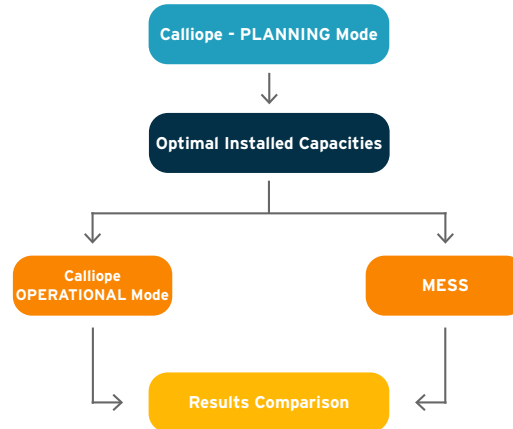 Calliope - PLANNING Mode
Optimal Installed Capacities
Calliope
OPERATIONAL Mode
MESS
Results Comparison